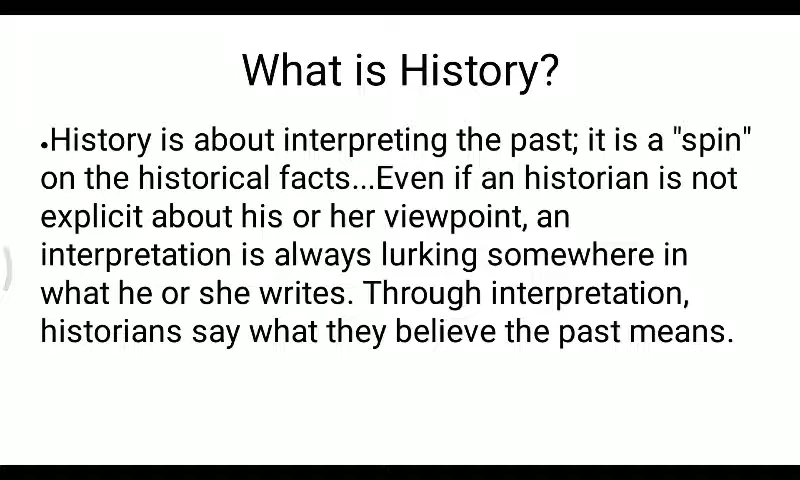 What is History?
•History is about interpreting the past; it is a "spin"
on the historical facts...Even if an historian is not
explicit about his or her viewpoint, an
interpretation is always lurking somewhere in
what he or she writes. Through interpretation,
historians say what they believe the past means.